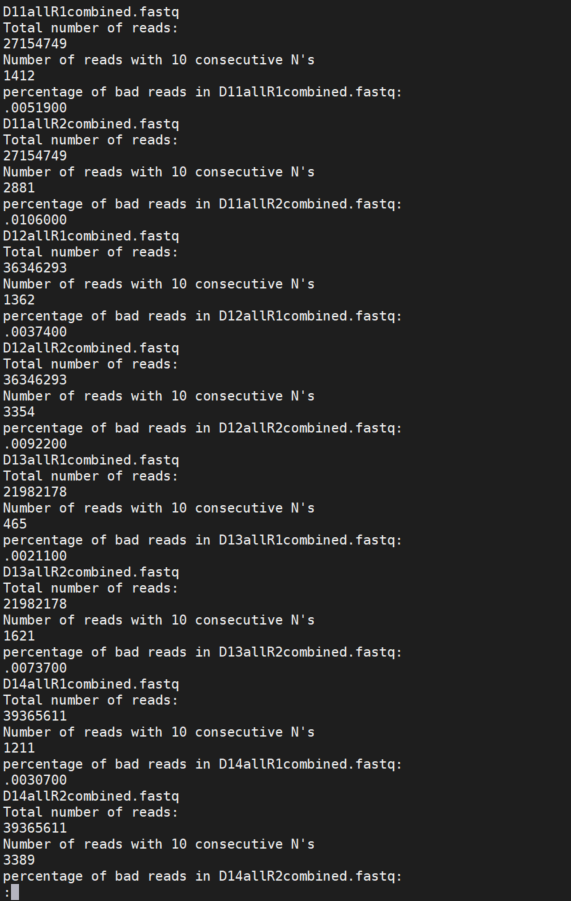 D11allR1combined.fastq
Total number of reads:
27154749
Number of reads with 10 consecutive N's
1412
percentage of bad reads in D11allR1combined.fastq:
.0051900
D11allR2combined.fastq
Total number of reads:
27154749
Number of reads with 10 consecutive N's
2881
percentage of bad reads in D11allR2combined.fastq:
.0106000
D12allR1combined.fastq
Total number of reads:
36346293
Number of reads with 10 consecutive N's
1362
percentage of bad reads in D12allR1combined.fastq:
.0037400
D12allR2combined.fastq
Total number of reads:
36346293
Number of reads with 10 consecutive N's
3354
percentage of bad reads in D12allR2combined.fastq:
.0092200
D13allR1combined.fastq
Total number of reads:
21982178
Number of reads with 10 consecutive N's
465
percentage of bad reads in D13allR1combined.fastq:
.0021100
D13allR2combined.fastq
Total number of reads:
21982178
Number of reads with 10 consecutive N's
1621
percentage of bad reads in D13allR2combined.fastq:
.0073700
D14allR1combined.fastq
Total number of reads:
39365611
Number of reads with 10 consecutive N's
1211
percentage of bad reads in D14allR1combined.fastq:
.0030700
D14allR2combined.fastq
Total number of reads:
39365611
Number of reads with 10 consecutive N's
3389
percentage of bad reads in D14allR2combined.fastq:
: